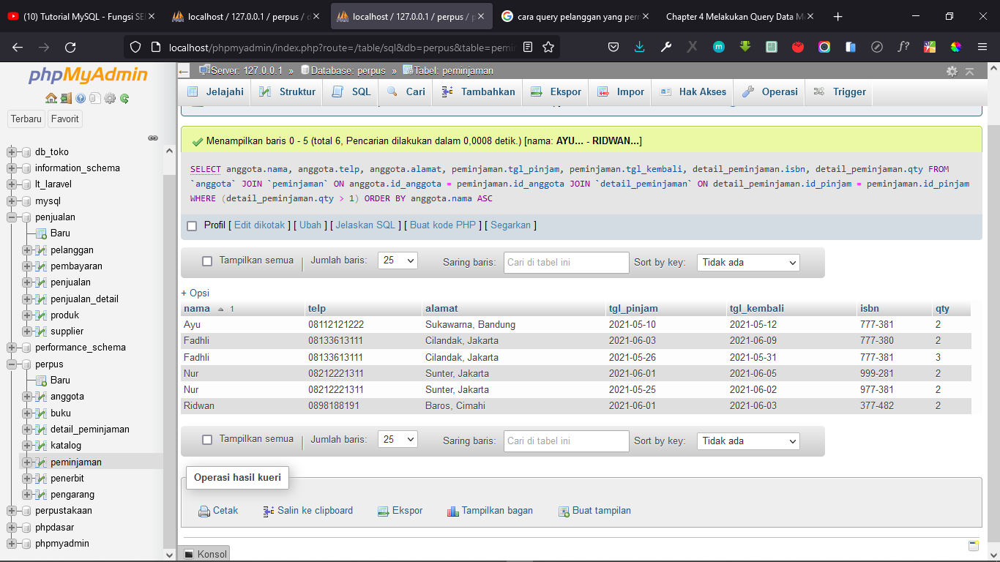 (10) Tutorial MySQL - Fungsi SEL
localhost / 127.0.0.1 / perpus / d
localhost / 127.0.0.1 / perpus / p
cara query pelanggan yang pern
Chapter 4 Melakukan Query Data M
localhost/phpmyadmin/index.php?route=/table/sql&db=perpus&table=pemin
phpMyAdmin
Terbaru
Favorit
db_toko
information_schema
lt_laravel
mysql
penjualan
Baru
pelanggan
pembayaran
penjualan
penjualan_detail
produk
supplier
performance_schema
perpus
Baru
anggota
buku
detail_peminjaman
katalog
peminjaman
penerbit
pengarang
perpustakaan
phpdasar
phpmyadmin
Server: 127.0.0.1 » Database: perpus » Tabel: peminjaman
Jelajahi Struktur SQL Cari Tambahkan Ekspor Impor Hak Akses Operasi Trigger
Menampilkan baris 0 - 5 (total 6, Pencarian dilakukan dalam 0,0008 detik.) [nama: AYU... - RIDWAN...]
SELECT anggota.nama, anggota.telp, anggota.alamat, peminjaman.tgl_pinjam, peminjaman.tgl_kembali, detail_peminjaman.isbn, detail_peminjaman.qty FROM
`anggota` JOIN `peminjaman` ON anggota.id_anggota = peminjaman.id_anggota JOIN `detail_peminjaman` ON detail_peminjaman.id_pinjam = peminjaman.id_pinjam
WHERE (detail_peminjaman.qty > 1) ORDER BY anggota.nama ASC
Profil [ Edit dikotak ] [ Ubah ] [ Jelaskan SQL ] [ Buat kode PHP ] [ Segarkan ]
Tampilkan semua | Jumlah baris: 25 Saring baris: Cari di tabel ini Sort by key: Tidak ada
+ Opsi
nama 1 telp alamat tgl_pinjam tgl_kembali isbn qty
Ayu 08112121222 Sukawarna, Bandung 2021-05-10 2021-05-12 777-381 2
Fadhli 08133613111 Cilandak, Jakarta 2021-06-03 2021-06-09 777-380 2
Fadhli 08133613111 Cilandak, Jakarta 2021-05-26 2021-05-31 777-381 3
Nur 08212221311 Sunter, Jakarta 2021-06-01 2021-06-05 999-281 2
Nur 08212221311 Sunter, Jakarta 2021-05-25 2021-06-02 977-381 2
Ridwan 0898188191 Baros, Cimahi 2021-06-01 2021-06-03 377-482 2
Tampilkan semua | Jumlah baris: 25 Saring baris: Cari di tabel ini Sort by key: Tidak ada
Operasi hasil kueri
Cetak Salin ke clipboard Ekspor Tampilkan bagan Buat tampilan
Konsol